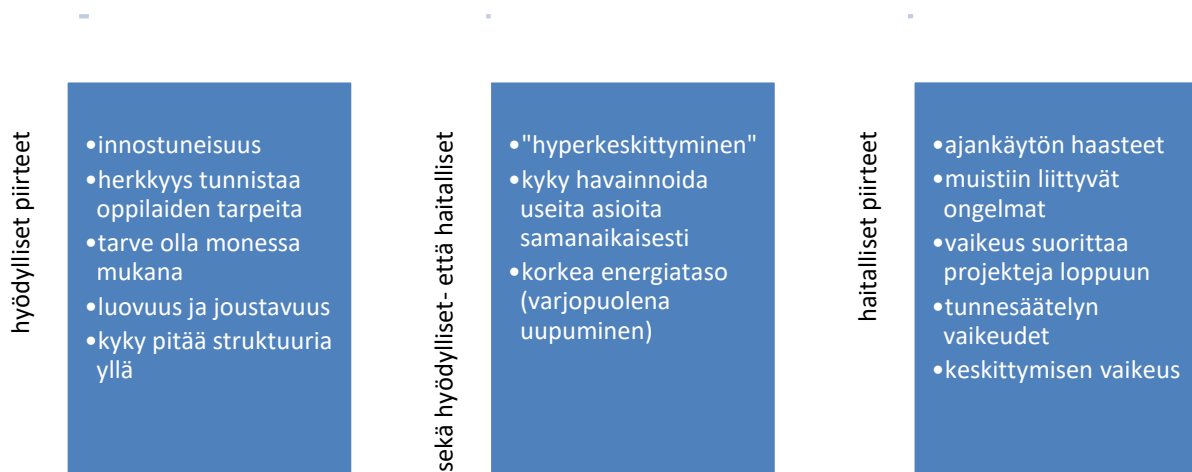 hyödylliset piirteet
•innostuneisuus
•herkkyys tunnistaa
oppilaiden tarpeita
•tarve olla monessa
mukana
•luovuus ja joustavuus
•kyky pitää struktuuria
yllä
sekä hyödylliset- että haitalliset
•"hyperkeskittyminen"
•kyky havainnoida
useita asioita
samanaikaisesti
•korkea energiataso
(varjopuolena
uupuminen)
haitalliset piirteet
•ajankäytön haasteet
•muistiin liittyvät
ongelmat
•vaikeus suorittaa
projekteja loppuun
•tunnesäätelyn
vaikeudet
•keskittymisen vaikeus